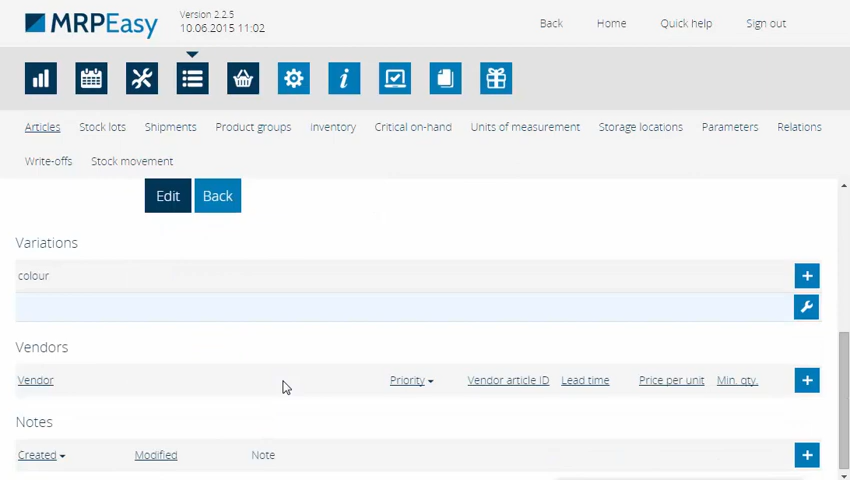 MRPEasy
Version 2.2.5
10.06.2015 11:02
Back Home Quick help Sign out
Articles Stock lots Shipments Product groups Inventory Critical on-hand Units of measurement Storage locations Parameters Relations
Write-offs Stock movement
Edit Back
Variations
colour
Vendors
Vendor Priority Vendor article ID Lead time Price per unit Min. qty.
Notes
Created Modified Note